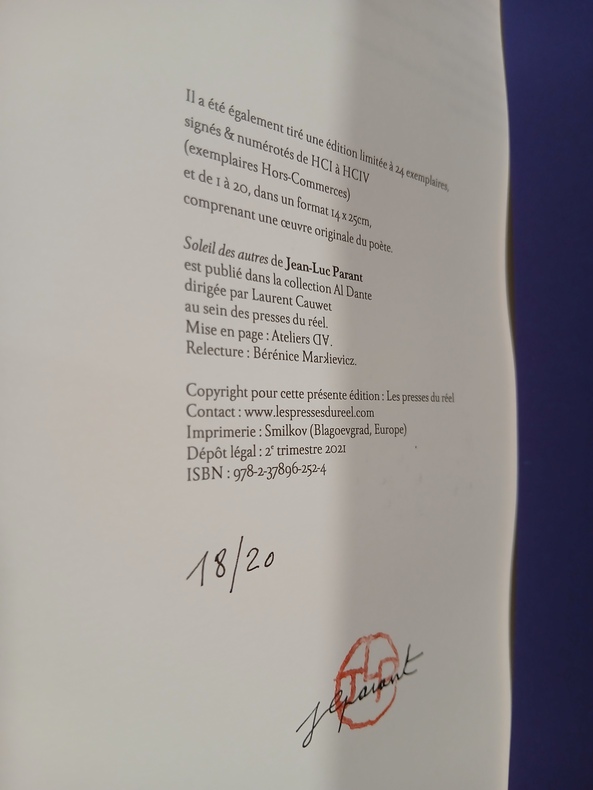 Il a été également tiré une édition limitée à 24 exemplaires,
signés & numérotés de HCI à HCIV
(exemplaires Hors-Commerces)
et de 1 à 20, dans un format 14 x 25cm,
comprenant une œuvre originale du poète.
Soleil des autres de Jean-Luc Parant
est publié dans la collection Al Dante
dirigée par Laurent Cauwet
au sein des presses du réel.
Mise en page : Ateliers ᗡV.
Relecture : Bérénice Markievicz.
Copyright pour cette présente édition : Les presses du réel
Contact : www.lespressesdureel.com
Imprimerie : Smilkov (Blagoevgrad, Europe)
Dépôt légal : 2e trimestre 2021
ISBN : 978-2-37896-252-4
18/20
JLparant